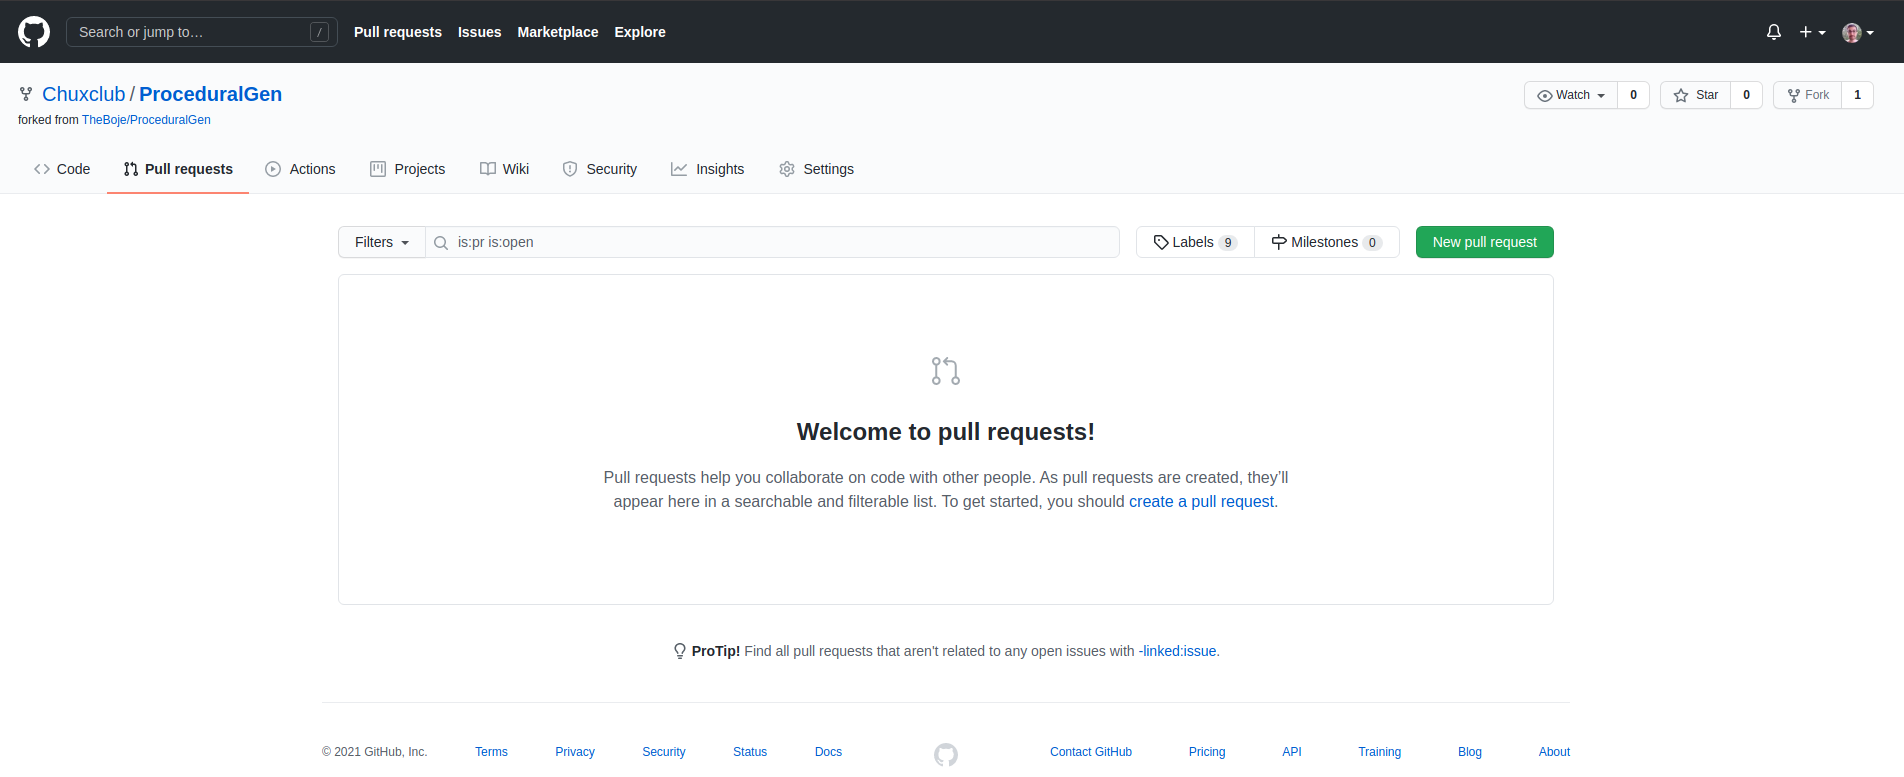 Search or jump to… /
Pull requests Issues Marketplace Explore
Chuxclub / ProceduralGen
forked from TheBoje/ProceduralGen
Watch 0 Star 0 Fork 1
Code Pull requests Actions Projects Wiki Security Insights Settings
Filters is:pr is:open Labels 9 Milestones 0 New pull request
Welcome to pull requests!
Pull requests help you collaborate on code with other people. As pull requests are created, they’ll
appear here in a searchable and filterable list. To get started, you should create a pull request.
ProTip! Find all pull requests that aren't related to any open issues with -linked:issue.
© 2021 GitHub, Inc. Terms Privacy Security Status Docs Contact GitHub Pricing API Training Blog About